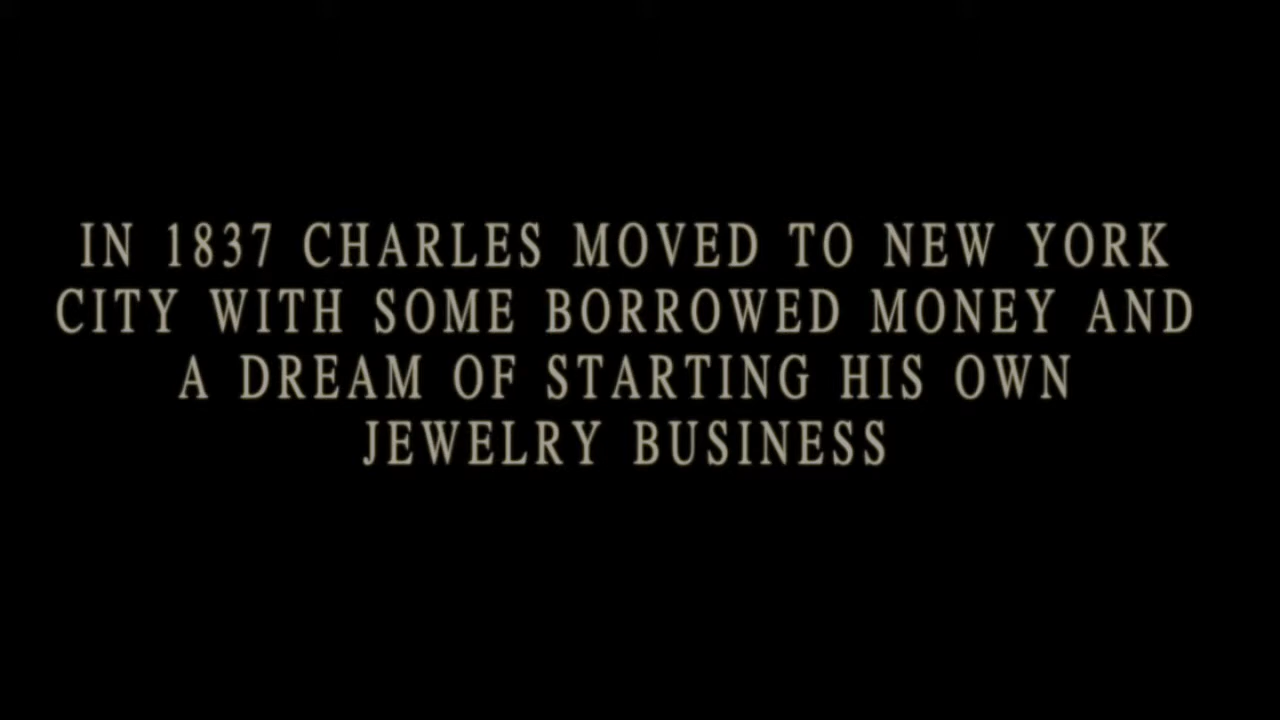 IN 1837 CHARLES MOVED TO NEW YORK
CITY WITH SOME BORROWED MONEY AND
A DREAM OF STARTING HIS OWN
JEWELRY BUSINESS